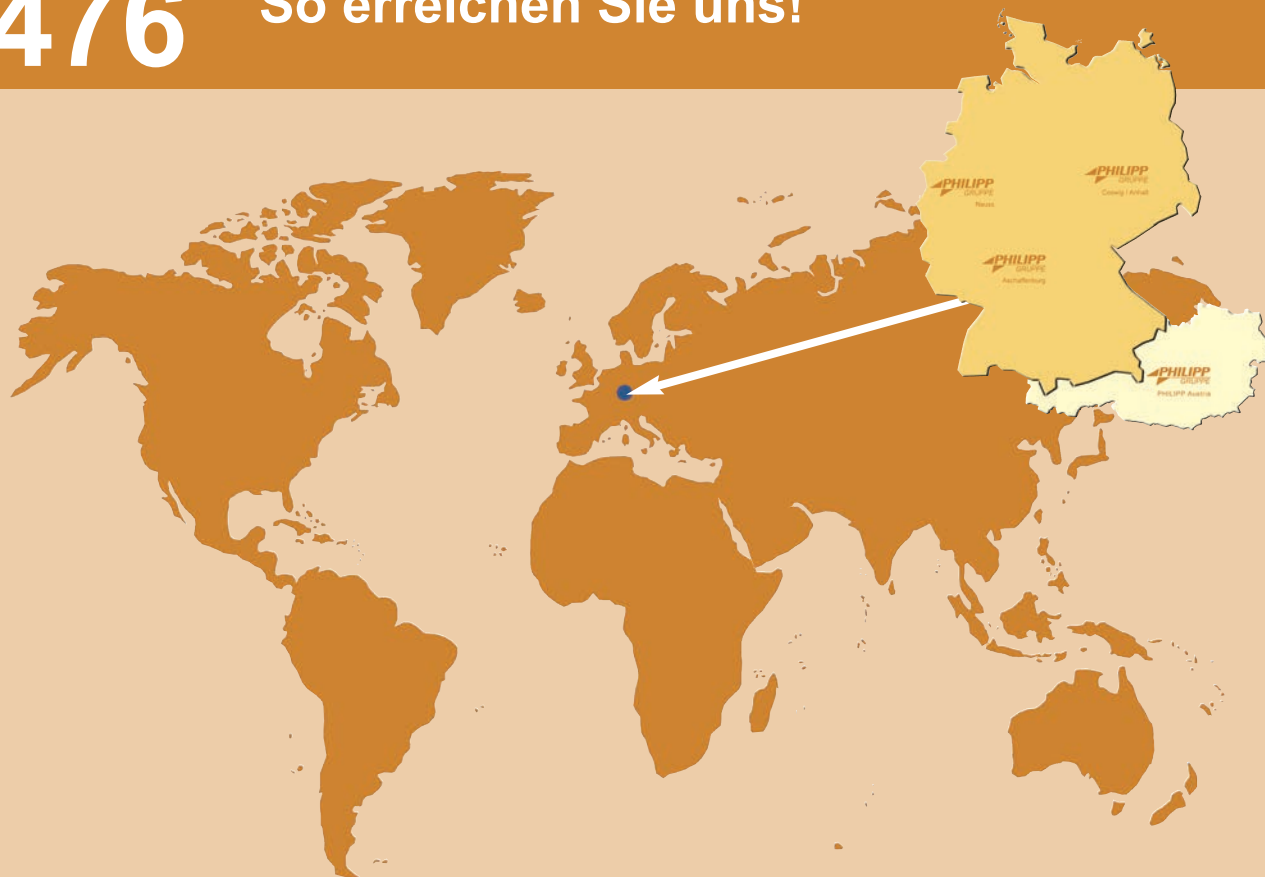 476
So erreichen Sie uns!
PHILIPP
GRUPPE
Neuss
PHILIPP
GRUPPE
Coswig / Anhalt
PHILIPP
GRUPPE
Aschaffenburg
PHILIPP
GRUPPE
PHILIPP Austria